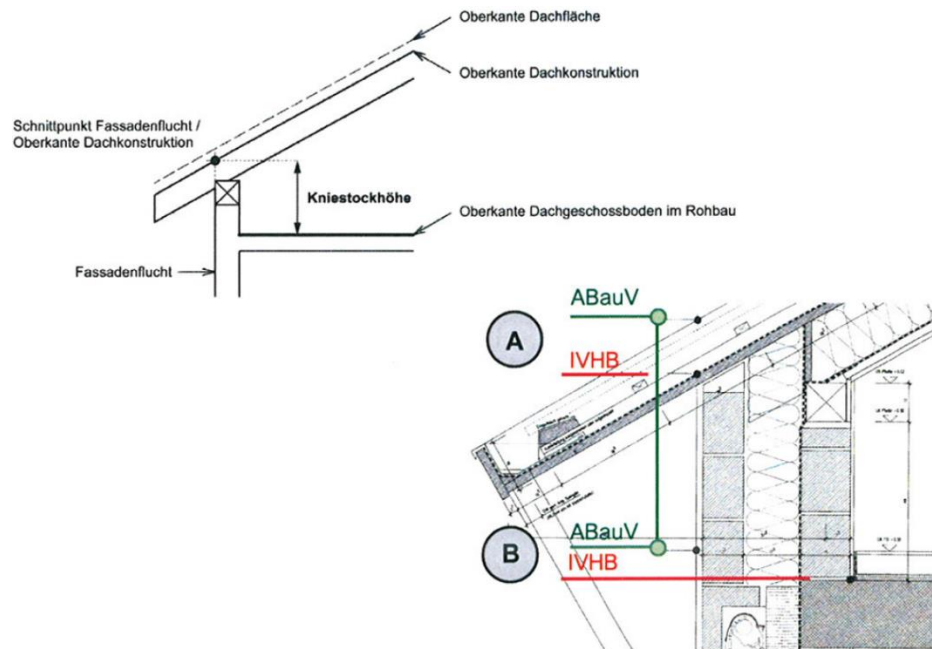 Oberkante Dachfläche
Oberkante Dachkonstruktion
Schnittpunkt Fassadenflucht /
Oberkante Dachkonstruktion
Kniestockhöhe
Oberkante Dachgeschossboden im Rohbau
Fassadenflucht
ABauV
A
IVHB
ABauV
B
IVHB